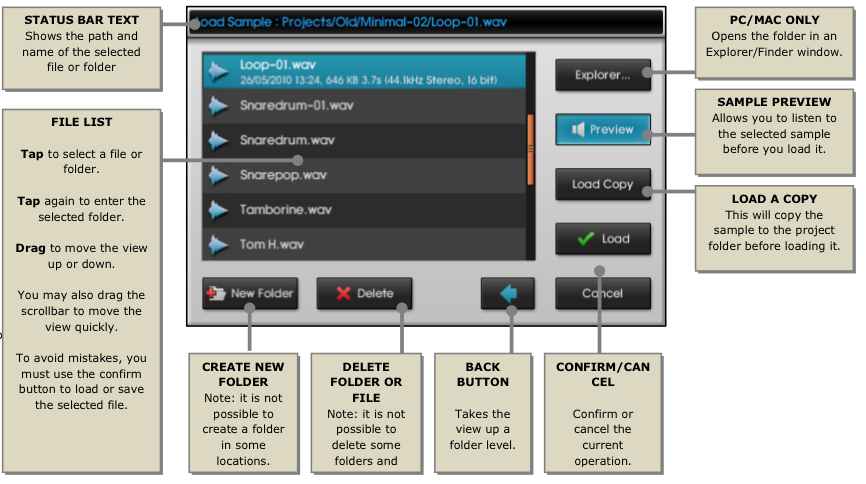 STATUS BAR TEXT
Shows the path and
name of the selected
file or folder
FILE LIST
Tap to select a file or
folder.
Tap again to enter the
selected folder.
Drag to move the view
up or down.
You may also drag the
scrollbar to move the
view quickly.
To avoid mistakes, you
must use the confirm
button to load or save
the selected file.
Load Sample : Projects/Old/Minimal-02/Loop-01.wav
Loop-01.wav
26/05/2010 13:24, 646 KB 3.7s (44.1kHz Stereo, 16 bit)
Snaredrum-01.wav
Snaredrum.wav
Snarepop.wav
Tamborine.wav
Tom H.wav
Explorer...
Preview
Load Copy
Load
New Folder
Delete
Cancel
PC/MAC ONLY
Opens the folder in an
Explorer/Finder window.
SAMPLE PREVIEW
Allows you to listen to
the selected sample
before you load it.
LOAD A COPY
This will copy the
sample to the project
folder before loading it.
CREATE NEW
FOLDER
Note: it is not
possible to
create a folder
in some
locations.
DELETE
FOLDER OR
FILE
Note: it is not
possible to
delete some
folders and
BACK
BUTTON
Takes the
view up a
folder level.
CONFIRM/CAN
CEL
Confirm or
cancel the
current
operation.